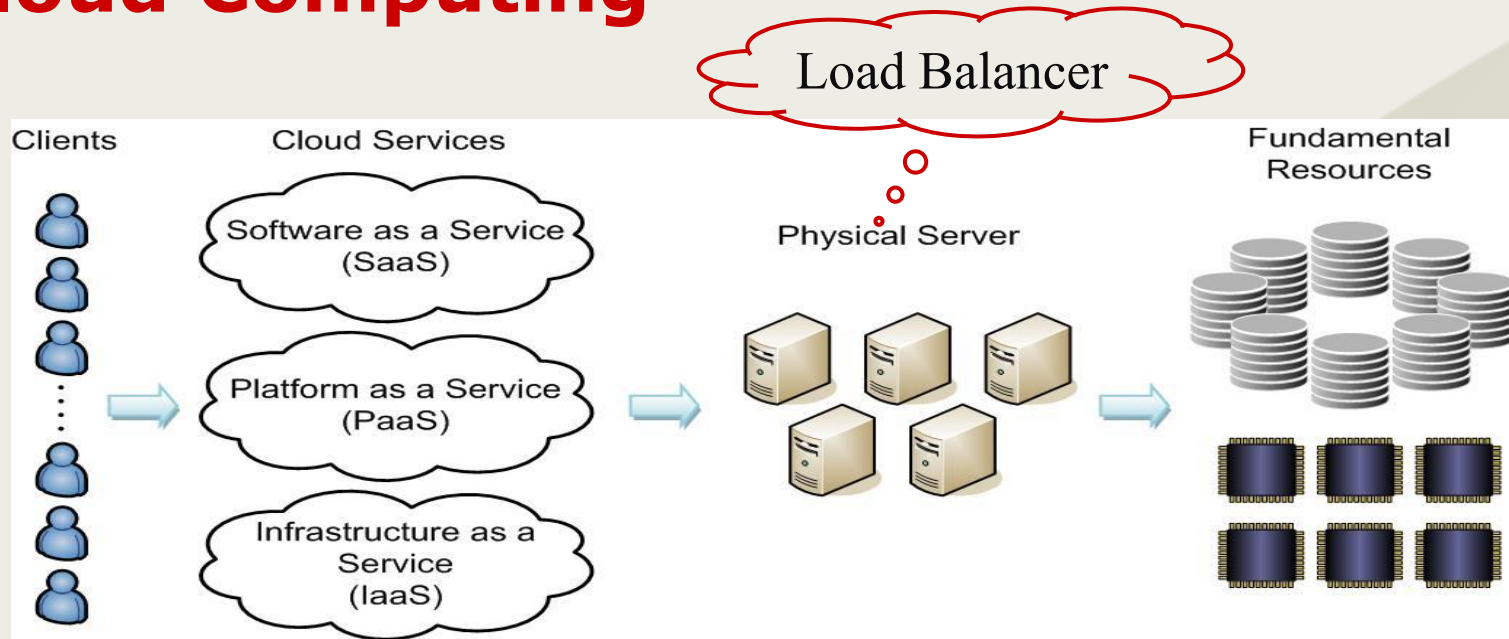 loud Computing
Load Balancer
Clients
Cloud Services
Fundamental
Resources
Software as a Service
(SaaS)
Physical Server
Platform as a Service
(PaaS)
Infrastructure as a
Service
(IaaS)